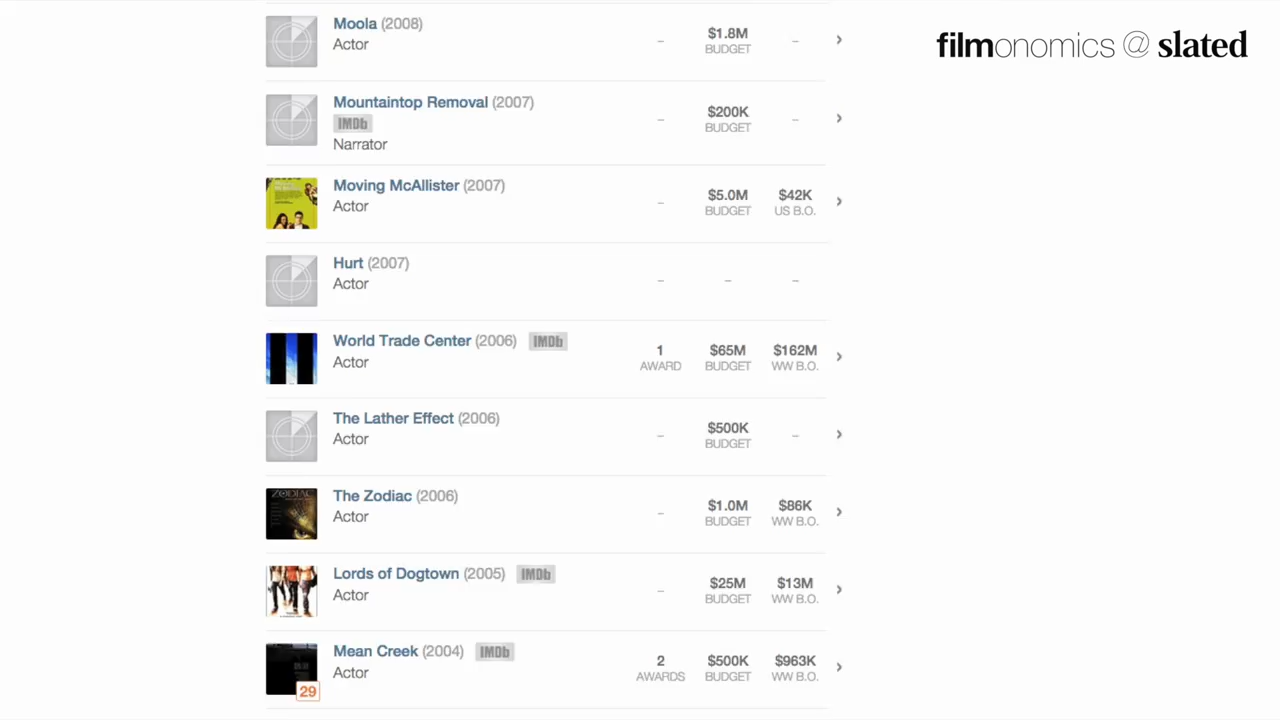 filmonomics @ slated
Moola (2008)
Actor
–
$1.8M
BUDGET
–
Mountaintop Removal (2007)
IMDb
Narrator
–
$200K
BUDGET
–
Moving McAllister (2007)
Actor
–
$5.0M
BUDGET
$42K
US B.O.
Hurt (2007)
Actor
–
–
–
World Trade Center (2006) IMDb
Actor
1
AWARD
$65M
BUDGET
$162M
WW B.O.
The Lather Effect (2006)
Actor
–
$500K
BUDGET
–
ZODIAC
The Zodiac (2006)
Actor
–
$1.0M
BUDGET
$86K
WW B.O.
Lords of Dogtown (2005) IMDb
Actor
–
$25M
BUDGET
$13M
WW B.O.
29
Mean Creek (2004) IMDb
Actor
2
AWARDS
$500K
BUDGET
$963K
WW B.O.